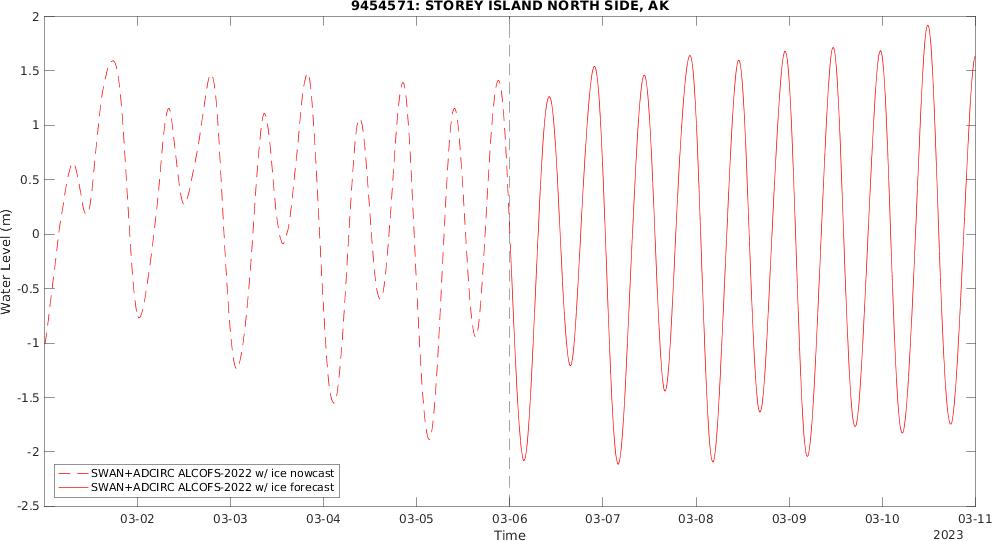 9454571: STOREY ISLAND NORTH SIDE, AK
2
1.5
1
0.5
0
-0.5
-1
-1.5
-2
-2.5
Water Level (m)
SWAN+ADCIRC ALCOFS-2022 w/ ice nowcast
SWAN+ADCIRC ALCOFS-2022 w/ ice forecast
03-02 03-03 03-04 03-05 03-06 03-07 03-08 03-09 03-10 03-11
Time
2023